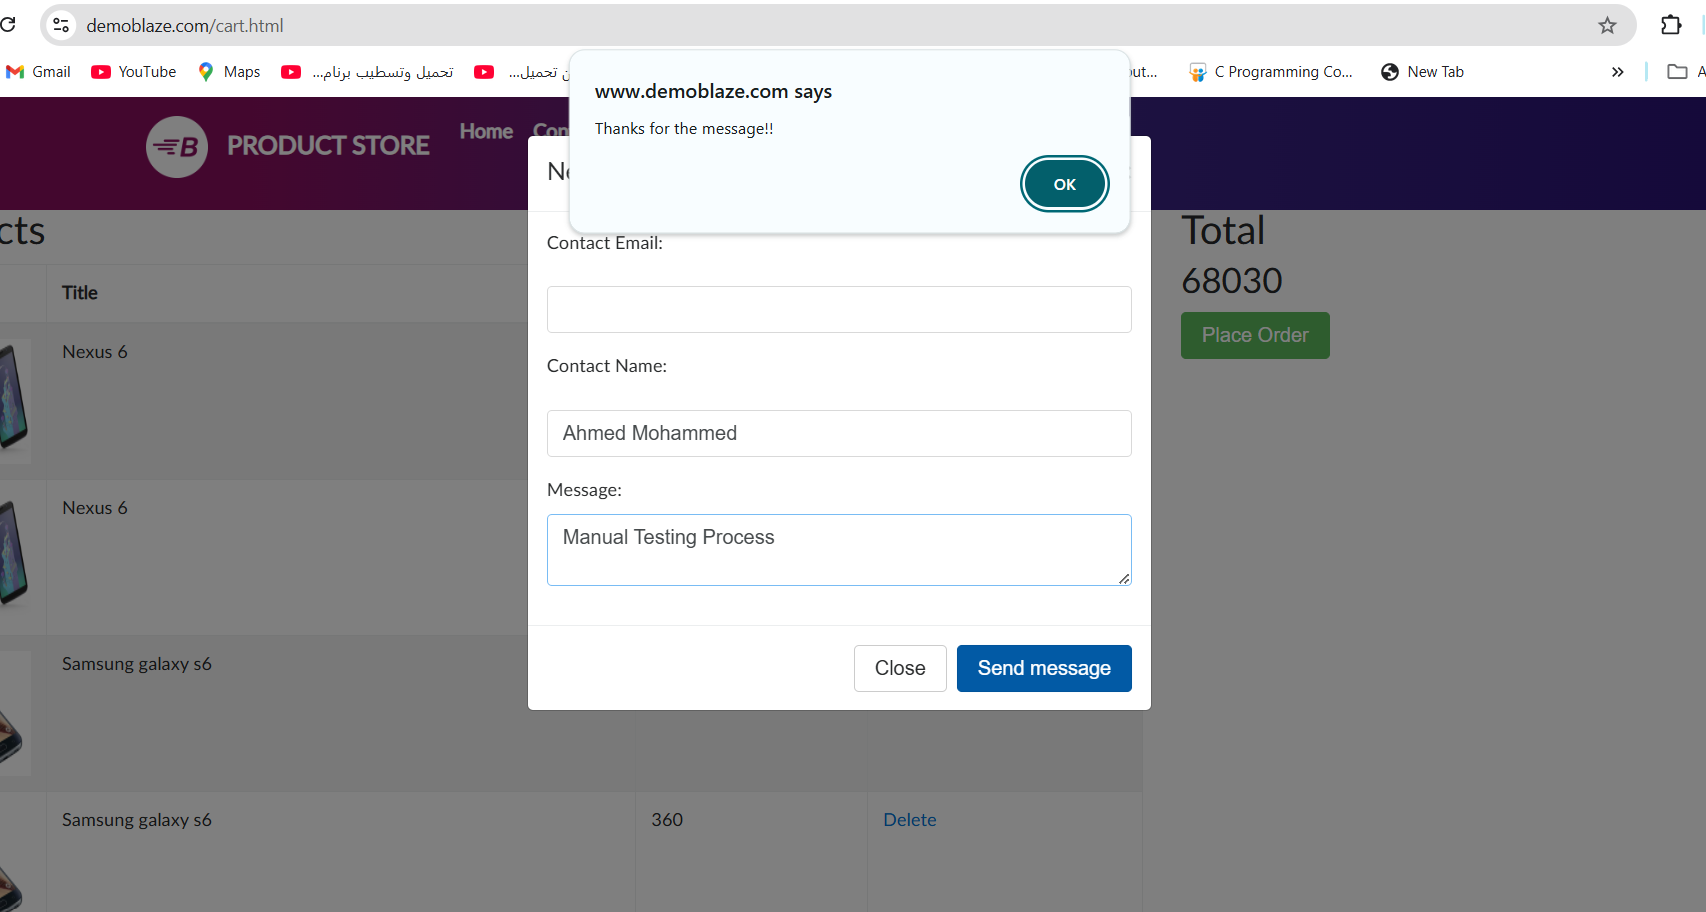 demoblaze.com/cart.html
Gmail
YouTube
Maps
تحميل وتسطيب برنام...
ن تحميل...
out...
C Programming Co...
New Tab
www.demoblaze.com says
Thanks for the message!!
OK
B PRODUCT STORE
Home
Con
Ne
cts
Title
Nexus 6
Nexus 6
Samsung galaxy s6
Samsung galaxy s6
360
Delete
Contact Email:
Contact Name:
Ahmed Mohammed
Message:
Manual Testing Process
Close
Send message
Total
68030
Place Order